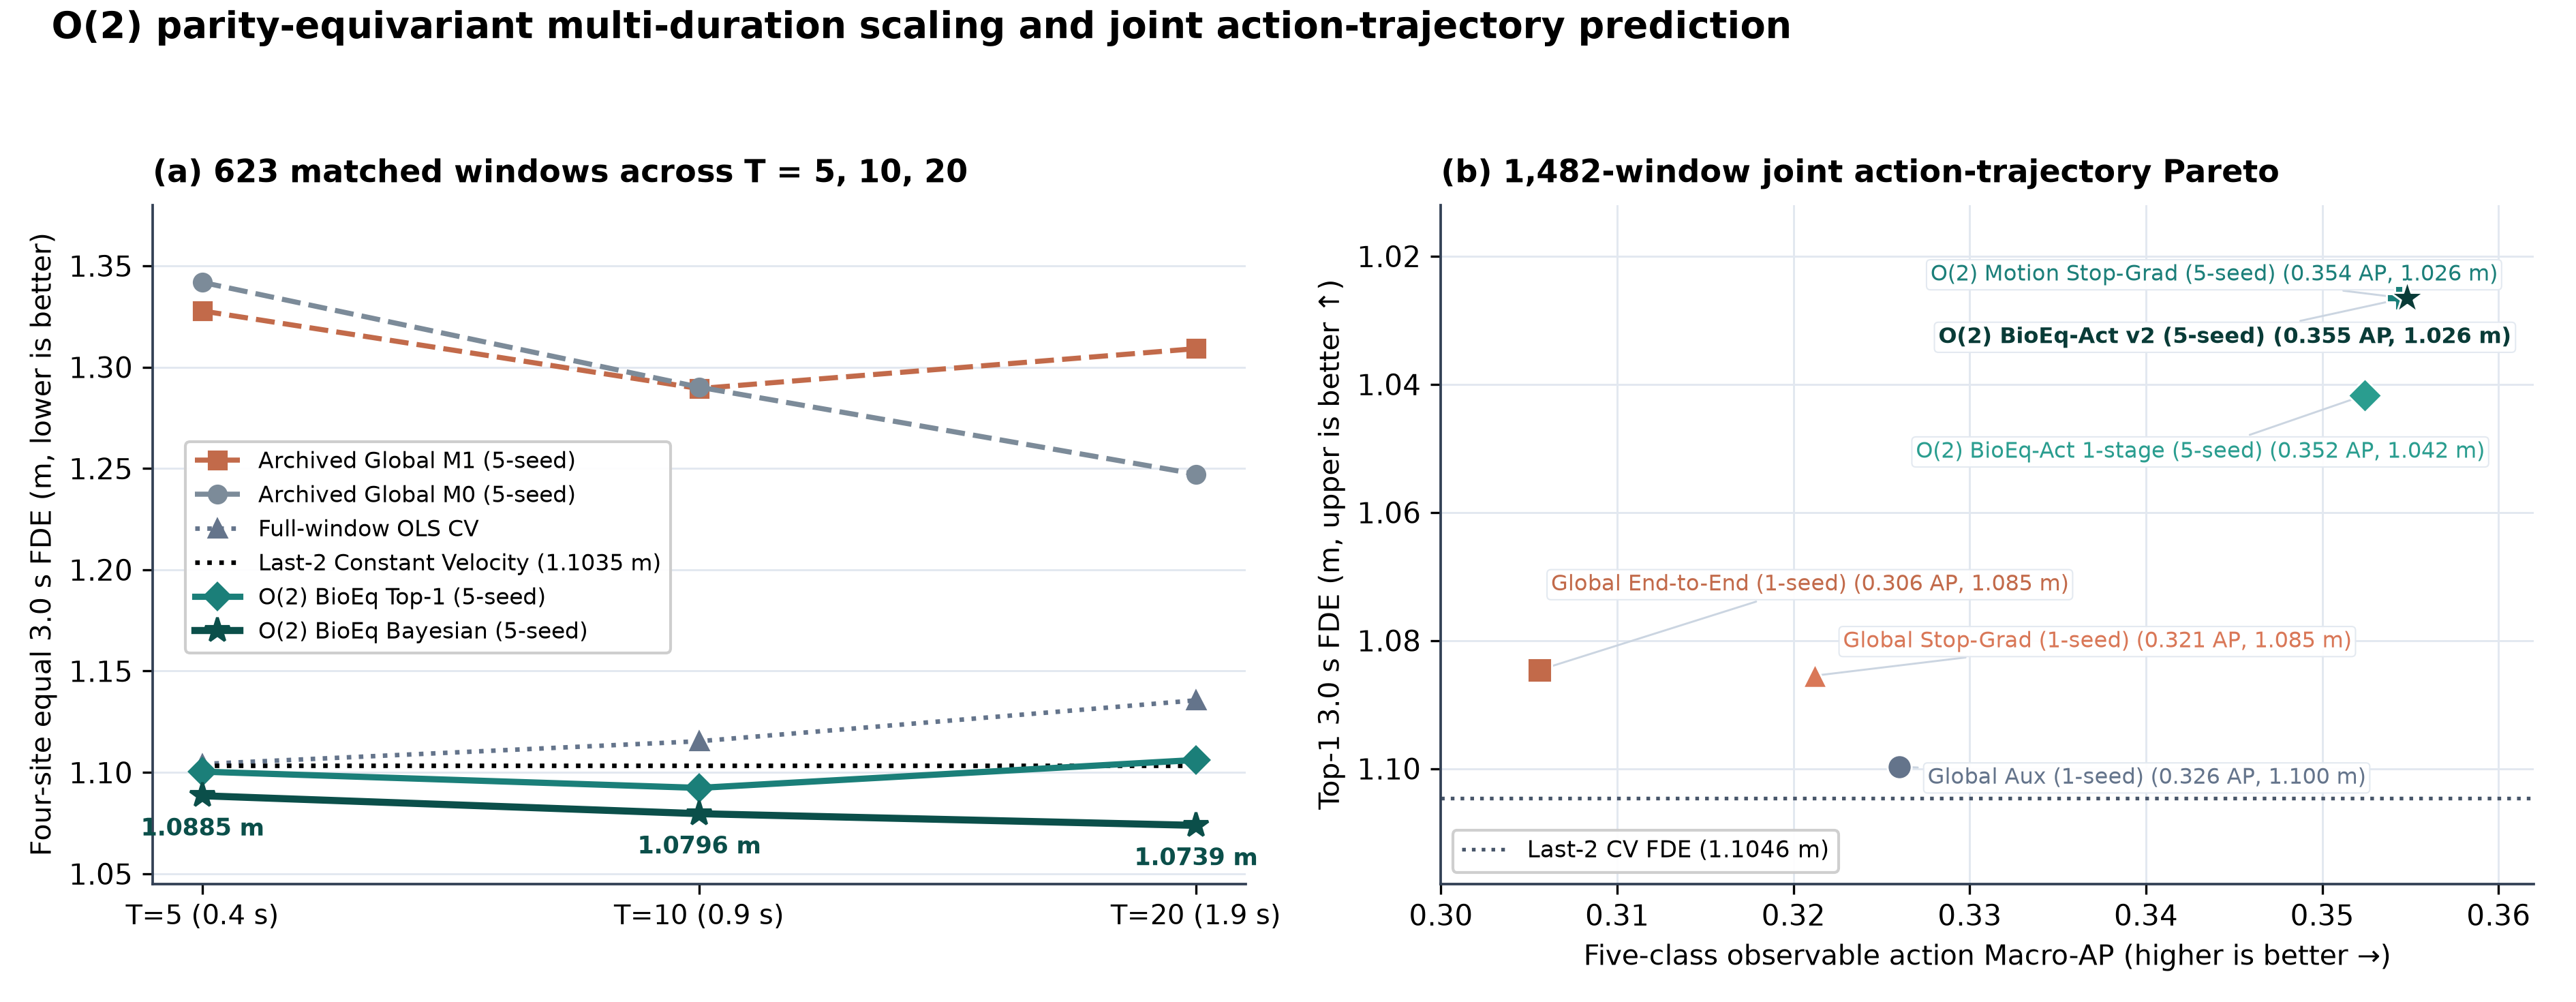 O(2) parity-equivariant multi-duration scaling and joint action-trajectory prediction
(a) 623 matched windows across T = 5, 10, 20
Four-site equal 3.0 s FDE (m, lower is better)
1.35
1.30
1.25
1.20
1.15
1.10
1.05
Archived Global M1 (5-seed)
Archived Global M0 (5-seed)
Full-window OLS CV
Last-2 Constant Velocity (1.1035 m)
O(2) BioEq Top-1 (5-seed)
O(2) BioEq Bayesian (5-seed)
1.0885 m
1.0796 m
1.0739 m
T=5 (0.4 s)
T=10 (0.9 s)
T=20 (1.9 s)
(b) 1,482-window joint action-trajectory Pareto
Top-1 3.0 s FDE (m, upper is better ↑)
1.02
1.04
1.06
1.08
1.10
O(2) Motion Stop-Grad (5-seed) (0.354 AP, 1.026 m)
O(2) BioEq-Act v2 (5-seed) (0.355 AP, 1.026 m)
O(2) BioEq-Act 1-stage (5-seed) (0.352 AP, 1.042 m)
Global End-to-End (1-seed) (0.306 AP, 1.085 m)
Global Stop-Grad (1-seed) (0.321 AP, 1.085 m)
Global Aux (1-seed) (0.326 AP, 1.100 m)
Last-2 CV FDE (1.1046 m)
0.30
0.31
0.32
0.33
0.34
0.35
0.36
Five-class observable action Macro-AP (higher is better →)